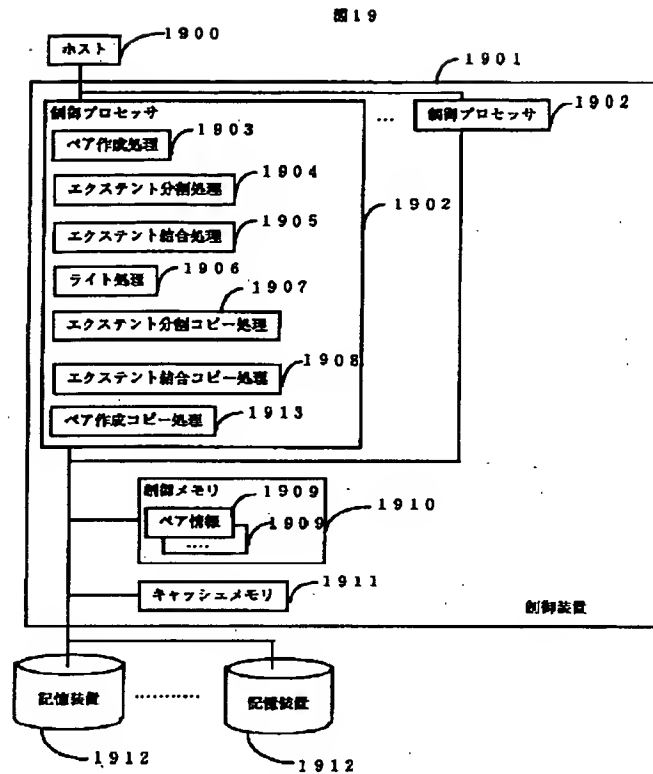 図19
ホスト
1900
1901
制御プロセッサ
ペア作成処理
1903
エクステント分割処理
1904
エクステント結合処理
1905
ライト処理
1906
エクステント分割コピー処理
1907
エクステント結合コピー処理
1908
ペア作成コピー処理
1913
1902
...
制御プロセッサ
1902
制御メモリ
ペア情報
....
1909
1909
1910
キャッシュメモリ
1911
制御装置
記憶装置
1912
..........
記憶装置
1912